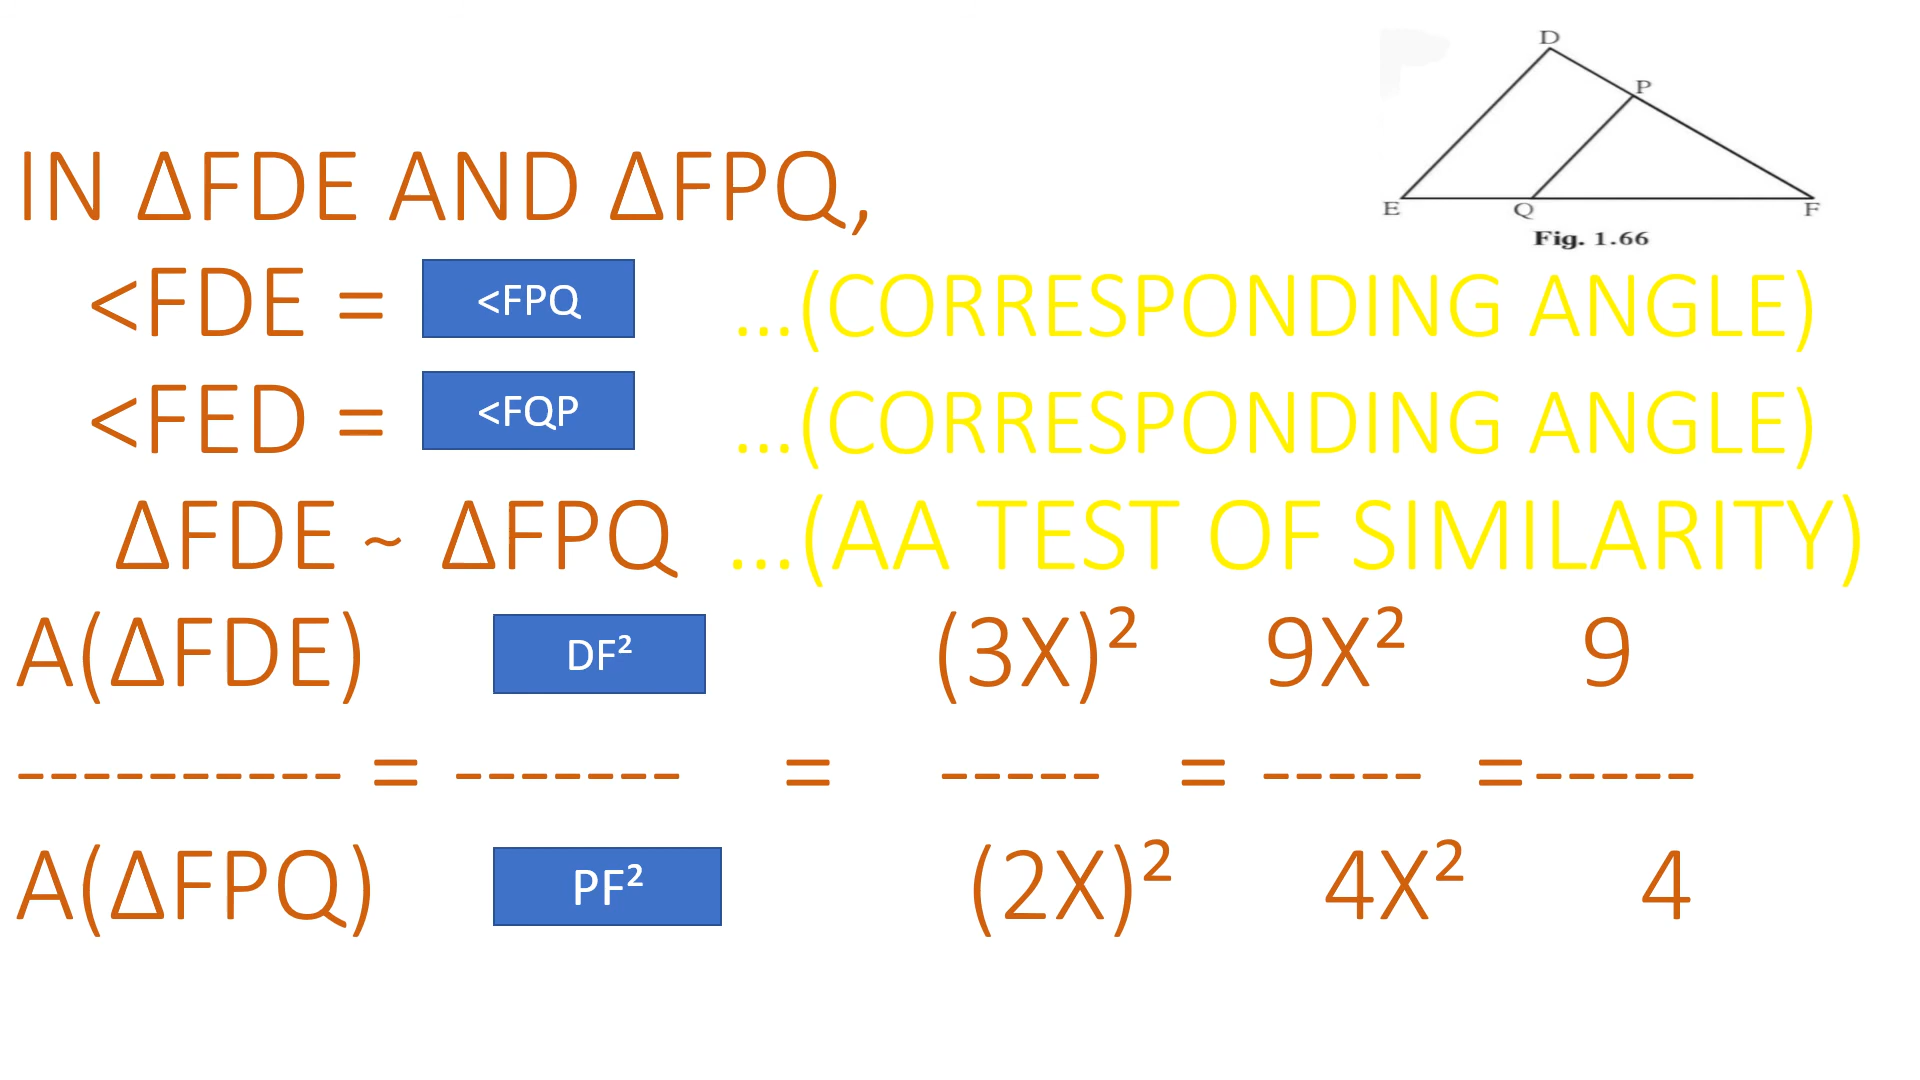 D
P
IN ΔFDE AND ΔFPQ,
E Q F
Fig. 1.66
<FDE = <FPQ ...(CORRESPONDING ANGLE)
<FED = <FQP ...(CORRESPONDING ANGLE)
ΔFDE ~ ΔFPQ ...(AA TEST OF SIMILARITY)
A(ΔFDE) DF² (3X)² 9X² 9
---------- = ------- = ----- = ----- =-----
A(ΔFPQ) PF² (2X)² 4X² 4